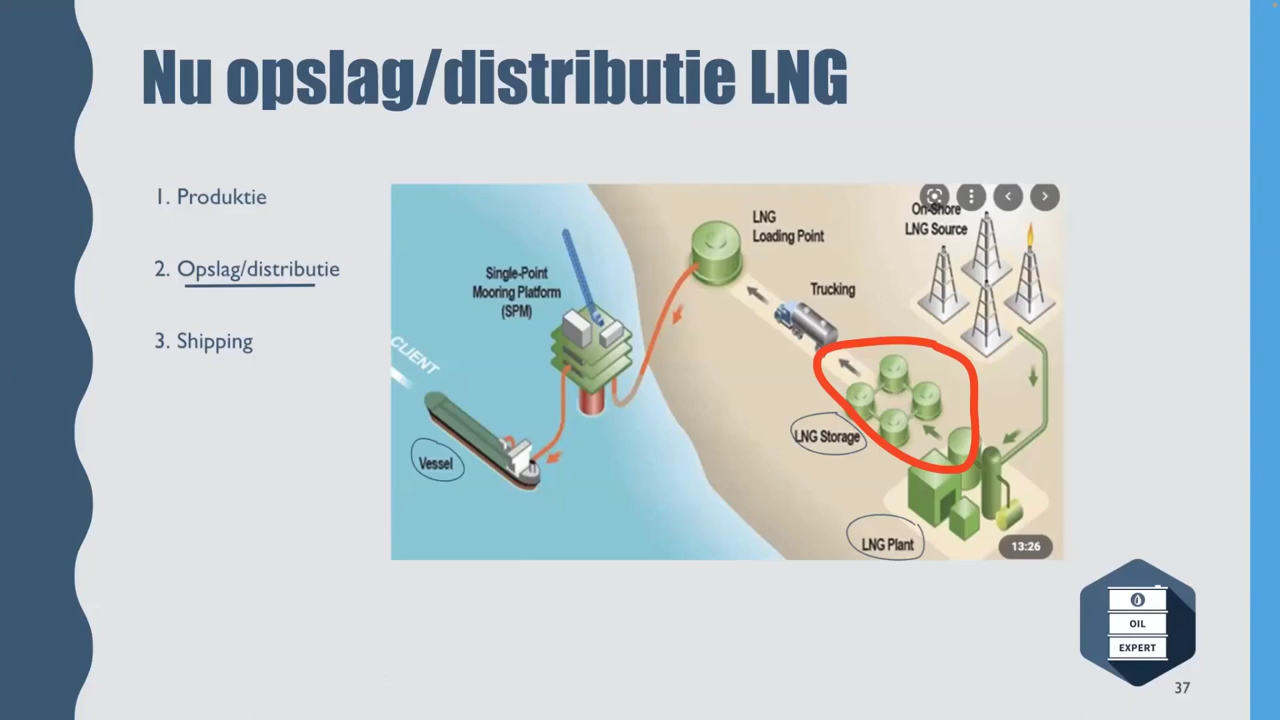 Nu opslag/distributie LNG
1. Produktie
2. Opslag/distributie
3. Shipping
On-Shore
LNG Source
LNG
Loading Point
Trucking
Single-Point
Mooring Platform
(SPM)
CLIENT
LNG Storage
Vessel
LNG Plant
13:26
OIL
EXPERT
37